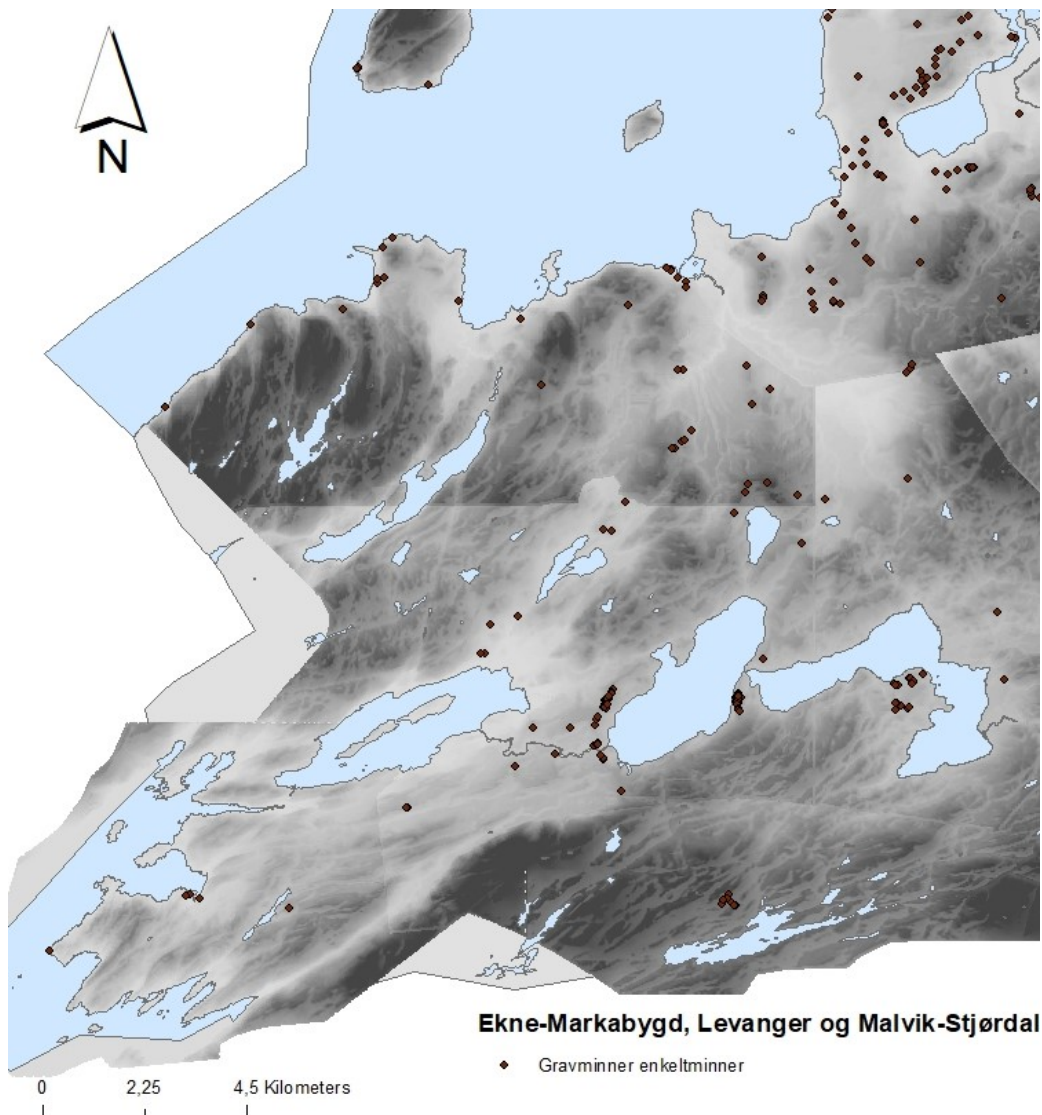 N
Ekne-Markabygd, Levanger og Malvik-Stjørdal
Gravminner enkeltminner
0 2,25 4,5 Kilometers